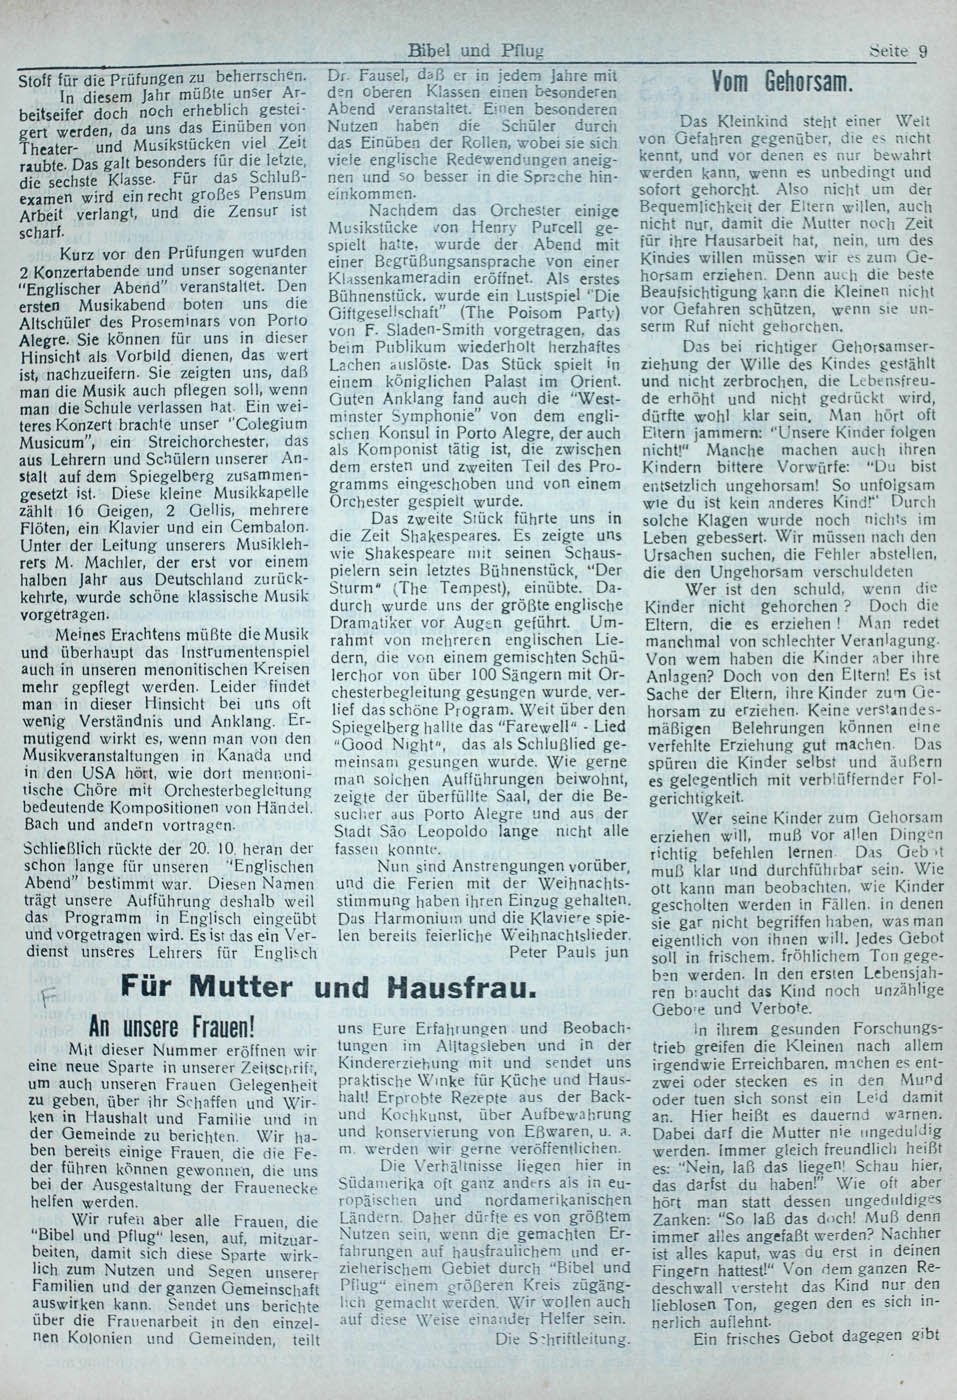 Bibel und Pflug
Seite 9
Stoff für die Prüfungen zu beherrschen.
In diesem Jahr müßte unser Ar-
beitseifer doch noch erheblich gestei-
gert werden, da uns das Einüben von
Theater- und Musikstücken viel Zeit
raubte. Das galt besonders für die letzte,
die sechste Klasse. Für das Schluß-
examen wird ein recht großes Pensum
Arbeit verlangt, und die Zensur ist
scharf.
Kurz vor den Prüfungen wurden
2 Konzertabende und unser sogenanter
"Englischer Abend" veranstaltet. Den
ersten Musikabend boten uns die
Altschüler des Proseminars von Porto
Alegre. Sie können für uns in dieser
Hinsicht als Vorbild dienen, das wert
ist, nachzueifern. Sie zeigten uns, daß
man die Musik auch pflegen soll, wenn
man die Schule verlassen hat. Ein wei-
teres Konzert brachte unser "Colegium
Musicum", ein Streichorchester, das
aus Lehrern und Schülern unserer An-
stalt auf dem Spiegelberg zusammen-
gesetzt ist. Diese kleine Musikkapelle
zählt 16 Geigen, 2 Gellis, mehrere
Flöten, ein Klavier und ein Cembalon.
Unter der Leitung unserers Musikleh-
rers M. Machler, der erst vor einem
halben Jahr aus Deutschland zurück-
kehrte, wurde schöne klassische Musik
vorgetragen.
Meines Erachtens müßte die Musik
und überhaupt das Instrumentenspiel
auch in unseren menonitischen Kreisen
mehr gepflegt werden. Leider findet
man in dieser Hinsicht bei uns oft
wenig Verständnis und Anklang. Er-
mutigend wirkt es, wenn man von den
Musikveranstaltungen in Kanada und
in den USA hört, wie dort mennoni-
tische Chöre mit Orchesterbegleitung
bedeutende Kompositionen von Händel.
Bach und andern vortragen.
Schließlich rückte der 20. 10. heran der
schon lange für unseren "Englischen
Abend" bestimmt war. Diesen Namen
trägt unsere Aufführung deshalb weil
das Programm in Englisch eingeübt
und vorgetragen wird. Es ist das ein Ver-
dienst unseres Lehrers für Englisch
Dr. Fausel, daß er in jedem Jahre mit
den oberen Klassen einen besonderen
Abend veranstaltet. Einen besonderen
Nutzen haben die Schüler durch
das Einüben der Rollen, wobei sie sich
viele englische Redewendungen aneig-
nen und so besser in die Sprache hin-
einkommen.
Nachdem das Orchester einige
Musikstücke von Henry Purcell ge-
spielt hatte, wurde der Abend mit
einer Begrüßungsansprache von einer
Klassenkameradin eröffnet. Als erstes
Bühnenstück, wurde ein Lustspiel "Die
Giftgesellschaft" (The Poisom Party)
von F. Sladen-Smith vorgetragen, das
beim Publikum wiederholt herzhaftes
Lachen auslöste. Das Stück spielt in
einem königlichen Palast im Orient.
Guten Anklang fand auch die "West-
minster Symphonie" von dem engli-
schen Konsul in Porto Alegre, der auch
als Komponist tätig ist, die zwischen
dem ersten und zweiten Teil des Pro-
gramms eingeschoben und von einem
Orchester gespielt wurde.
Das zweite Stück führte uns in
die Zeit Shakespeares. Es zeigte uns
wie Shakespeare mit seinen Schaus-
pielern sein letztes Bühnenstück, "Der
Sturm" (The Tempest), einübte. Da-
durch wurde uns der größte englische
Dramatiker vor Augen geführt. Um-
rahmt von mehreren englischen Lie-
dern, die von einem gemischten Schü-
lerchor von über 100 Sängern mit Or-
chesterbegleitung gesungen wurde, ver-
lief das schöne Program. Weit über den
Spiegelberg hallte das "Farewell" - Lied
"Good Night", das als Schlußlied ge-
meinsam gesungen wurde. Wie gerne
man solchen Aufführungen beiwohnt,
zeigte der überfüllte Saal, der die Be-
sucher aus Porto Alegre und aus der
Stadt São Leopoldo lange nicht alle
fassen konnte.
Nun sind Anstrengungen vorüber,
und die Ferien mit der Weihnachts-
stimmung haben ihren Einzug gehalten.
Das Harmonium und die Klaviere spie-
len bereits feierliche Weihnachtslieder.
Peter Pauls jun
Für Mutter und Hausfrau.
F
An unsere Frauen!
Mit dieser Nummer eröffnen wir
eine neue Sparte in unserer Zeitschrift,
um auch unseren Frauen Gelegenheit
zu geben, über ihr Schaffen und Wir-
ken in Haushalt und Familie und in
der Gemeinde zu berichten. Wir ha-
ben bereits einige Frauen, die die Fe-
der führen können gewonnen, die uns
bei der Ausgestaltung der Frauenecke
helfen werden.
Wir rufen aber alle Frauen, die
"Bibel und Pflug" lesen, auf, mitzuar-
beiten, damit sich diese Sparte wirk-
lich zum Nutzen und Segen unserer
Familien und der ganzen Gemeinschaft
auswirken kann. Sendet uns berichte
über die Frauenarbeit in den einzel-
nen Kolonien und Gemeinden, teilt
uns Eure Erfahrungen und Beobach-
tungen im Alltagsleben und in der
Kindererziehung mit und sendet uns
praktische Winke für Küche und Haus-
halt! Erprobte Rezepte aus der Back-
und Kochkunst, über Aufbewahrung
und konservierung von Eßwaren, u. a.
m. werden wir gerne veröffentlichen.
Die Verhältnisse liegen hier in
Südamerika oft ganz anders als in eu-
ropäischen und nordamerikanischen
Ländern. Daher dürfte es von größtem
Nutzen sein, wenn die gemachten Er-
fahrungen auf hausfraulichem und er-
zieherischem Gebiet durch "Bibel und
Pflug" einem größeren Kreis zugäng-
lich gemacht werden. Wir wollen auch
auf diese Weise einander Helfer sein.
Die Schriftleitung.
Vom Gehorsam.
Das Kleinkind steht einer Welt
von Gefahren gegenüber, die es nicht
kennt, und vor denen es nur bewahrt
werden kann, wenn es unbedingt und
sofort gehorcht. Also nicht um der
Bequemlichkeit der Eltern willen, auch
nicht nur, damit die Mutter noch Zeit
für ihre Hausarbeit hat, nein, um des
Kindes willen müssen wir es zum Ge-
horsam erziehen. Denn auch die beste
Beaufsichtigung kann die Kleinen nicht
vor Gefahren schützen, wenn sie un-
serm Ruf nicht gehorchen.
Das bei richtiger Gehorsamser-
ziehung der Wille des Kindes gestählt
und nicht zerbrochen, die Lebensfreu-
de erhöht und nicht gedrückt wird,
dürfte wohl klar sein. Man hört oft
Eltern jammern: "Unsere Kinder folgen
nicht!" Manche machen auch ihren
Kindern bittere Vorwürfe: "Du bist
entsetzlich ungehorsam! So unfolgsam
wie du ist kein anderes Kind!" Durch
solche Klagen wurde noch nichts im
Leben gebessert. Wir müssen nach den
Ursachen suchen, die Fehler abstellen,
die den Ungehorsam verschuldeten
Wer ist den schuld, wenn die
Kinder nicht gehorchen ? Doch die
Eltern, die es erziehen ! Man redet
manchmal von schlechter Veranlagung.
Von wem haben die Kinder aber ihre
Anlagen? Doch von den Eltern! Es ist
Sache der Eltern, ihre Kinder zum Ge-
horsam zu erziehen. Keine verstandes-
mäßigen Belehrungen können eine
verfehlte Erziehung gut machen. Das
spüren die Kinder selbst und äußern
es gelegentlich mit verblüffender Fol-
gerichtigkeit.
Wer seine Kinder zum Gehorsam
erziehen will, muß vor allen Dingen
richtig befehlen lernen. Das Gebot
muß klar und durchführbar sein. Wie
oft kann man beobachten, wie Kinder
gescholten werden in Fällen, in denen
sie gar nicht begriffen haben, was man
eigentlich von ihnen will. Jedes Gebot
soll in frischem, fröhlichem Ton gege-
ben werden. In den ersten Lebensjah-
ren braucht das Kind noch unzählige
Gebote und Verbote.
In ihrem gesunden Forschungs-
trieb greifen die Kleinen nach allem
irgendwie Erreichbaren, machen es ent-
zwei oder stecken es in den Mund
oder tuen sich sonst ein Leid damit
an. Hier heißt es dauernd warnen.
Dabei darf die Mutter nie ungeduldig
werden. Immer gleich freundlich heißt
es: "Nein, laß das liegen! Schau hier,
das darfst du haben!" Wie oft aber
hört man statt dessen ungeduldiges
Zanken: "So laß das doch! Muß denn
immer alles angefaßt werden? Nachher
ist alles kaput, was du erst in deinen
Fingern hattest!" Von dem ganzen Re-
deschwall versteht das Kind nur den
lieblosen Ton, gegen den es sich in-
nerlich auflehnt.
Ein frisches Gebot dagegen gibt